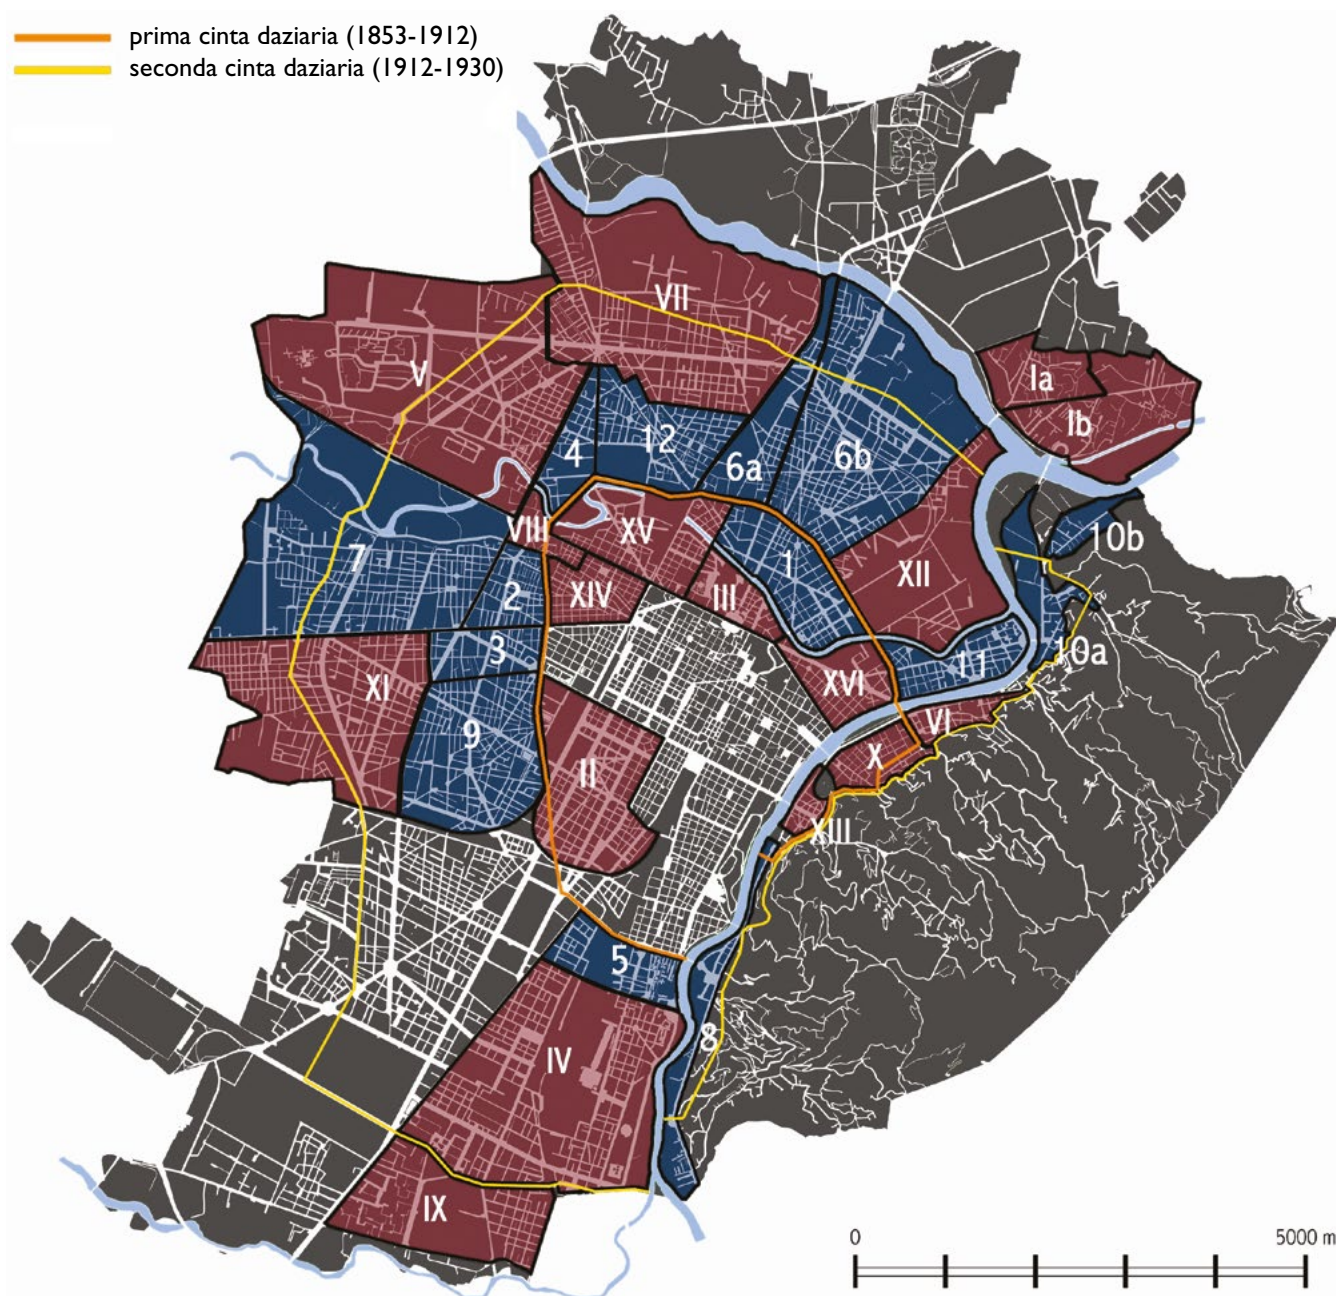 prima cinta daziaria (1853-1912)
seconda cinta daziaria (1912-1930)
VII
Ia
V
Ib
12
4
6a
6b
VIII
XV
10b
7
1
XII
2
XIV
III
3
10a
11
XI
XVI
VI
9
X
II
XIII
5
8
IV
IX
0
5000 m